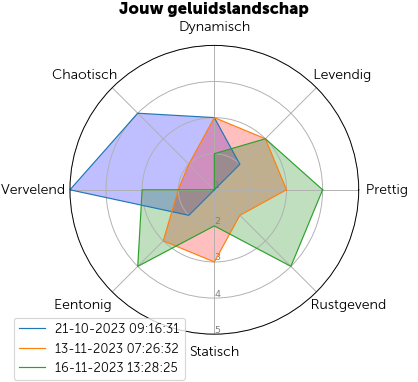 Jouw geluidslandschap
Dynamisch
Chaotisch
Levendig
Vervelend
Prettig
2
3
4
5
Eentonig
Rustgevend
Statisch
21-10-2023 09:16:31
13-11-2023 07:26:32
16-11-2023 13:28:25